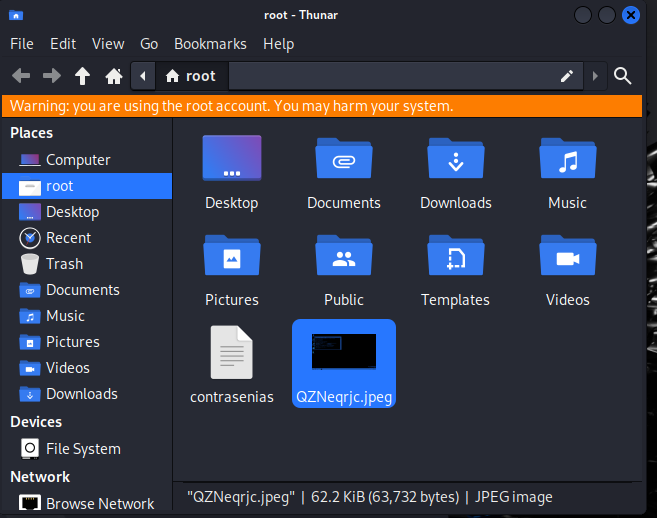 root - Thunar
File Edit View Go Bookmarks Help
root
Warning: you are using the root account. You may harm your system.
Places
Computer
root
Desktop
Recent
Trash
Documents
Music
Pictures
Videos
Downloads
Devices
File System
Network
Browse Network
Desktop Documents Downloads Music
Pictures Public Templates Videos
contrasenias QZNeqrjc.jpeg
"QZNeqrjc.jpeg" | 62.2 KiB (63,732 bytes) | JPEG image